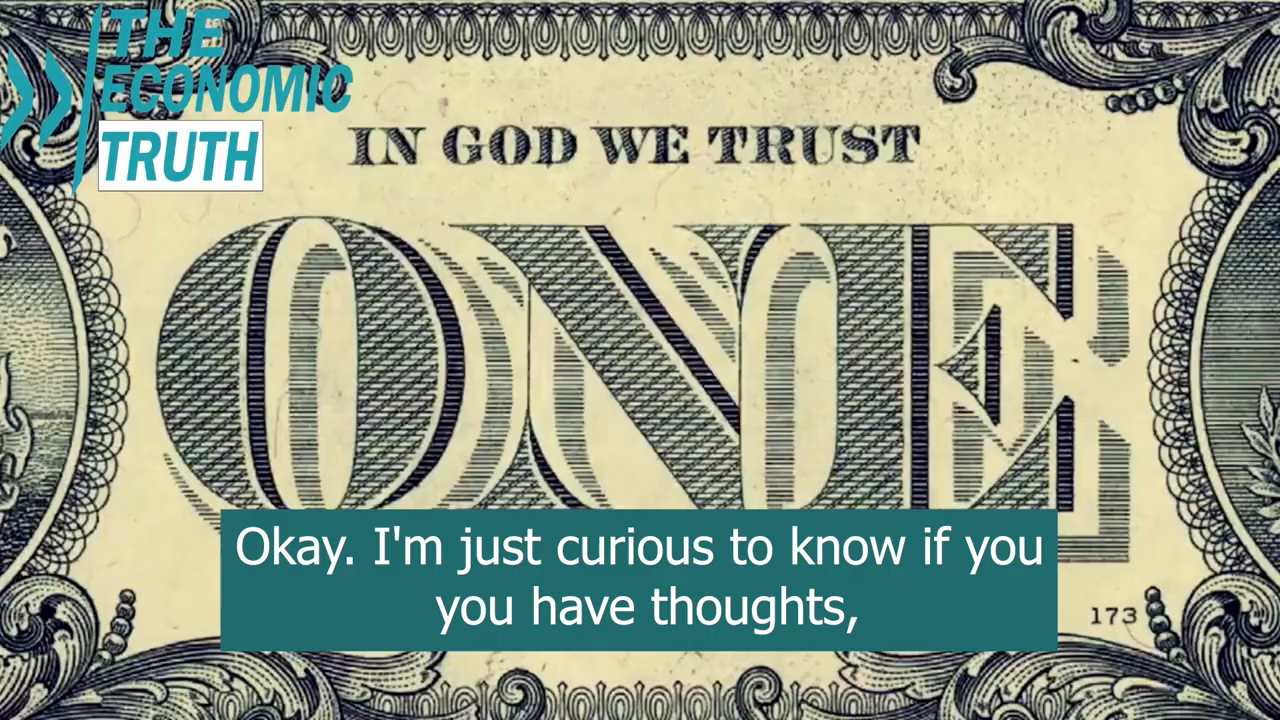 THE
ECONOMIC
TRUTH
IN GOD WE TRUST
ONE
Okay. I'm just curious to know if you
you have thoughts,
173